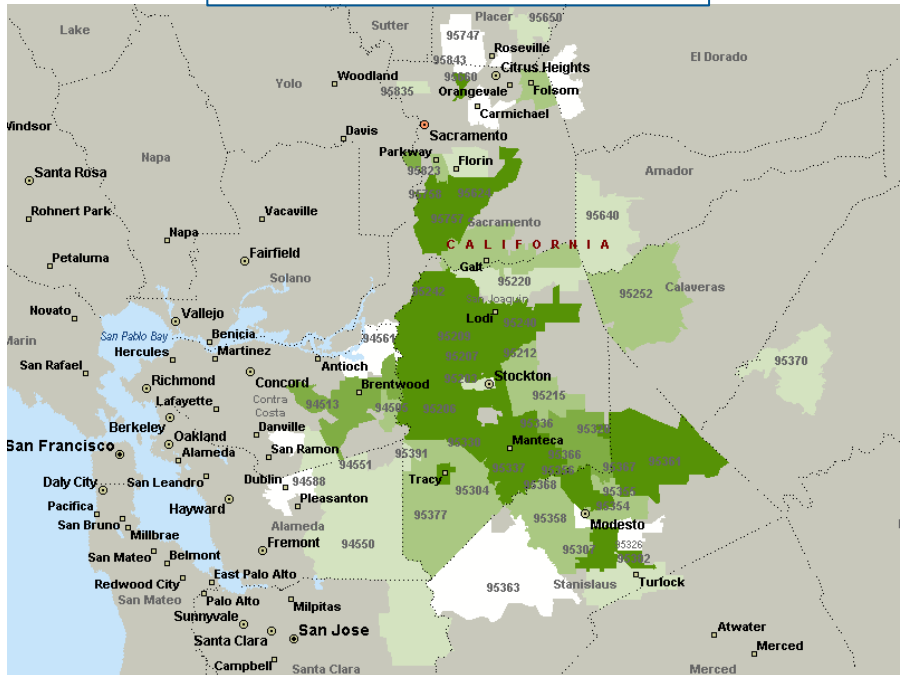 Placer
95650
Lake
Sutter
95747
Roseville
95843
El Dorado
Citrus Heights
Woodland
Yolo
95835
Orangevale
Folsom
Carmichael
Windsor
Davis
Sacramento
Parkway
Florin
Napa
95823
Amador
Santa Rosa
95758
95624
Rohnert Park
Vacaville
95757
Sacramento
95640
Napa
CALIFORNIA
Petaluma
Fairfield
Galt
Solano
95220
95242
Calaveras
95252
San Joaquin
Novato
Vallejo
Lodi
95240
Marin
San Pablo Bay
Benicia
94561
95209
Hercules
Martinez
95207
95212
San Rafael
Antioch
95370
Richmond
Concord
Brentwood
Stockton
Lafayette
Contra
Costa
94513
95215
95206
Berkeley
Danville
95336
San Francisco
Oakland
95330
Manteca
Alameda
San Ramon
95391
95366
94551
95337
95361
Daly City
San Leandro
Dublin
94588
Tracy
95304
95368
Pacifica
Hayward
Pleasanton
95354
San Bruno
Millbrae
Alameda
95377
95358
Modesto
San Mateo
Belmont
Fremont
94550
95307
95326
Redwood City
East Palo Alto
95363
Stanislaus
Turlock
San Mateo
Palo Alto
Milpitas
Sunnyvale
Santa Clara
San Jose
Atwater
Merced
Campbell
Santa Clara
Merced